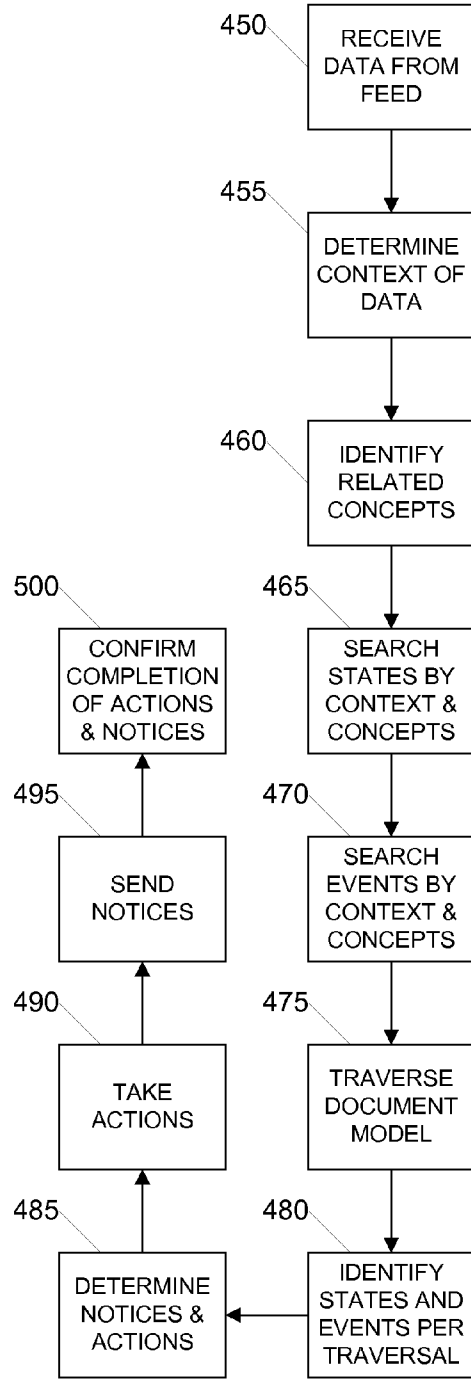 450
RECEIVE
DATA FROM
FEED
455
DETERMINE
CONTEXT OF
DATA
460
IDENTIFY
RELATED
CONCEPTS
465
SEARCH
STATES BY
CONTEXT &
CONCEPTS
470
SEARCH
EVENTS BY
CONTEXT &
CONCEPTS
475
TRAVERSE
DOCUMENT
MODEL
480
IDENTIFY
STATES AND
EVENTS PER
TRAVERSAL
485
DETERMINE
NOTICES &
ACTIONS
490
TAKE
ACTIONS
495
SEND
NOTICES
500
CONFIRM
COMPLETION
OF ACTIONS
& NOTICES